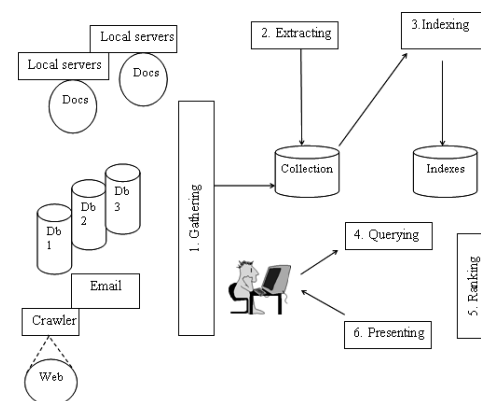 Local servers
Local servers
Docs
Docs
Db
1
Db
2
Db
3
Email
Crawler
Web
1. Gathering
2. Extracting
3.Indexing
Collection
Indexes
4. Querying
5. Ranking
6. Presenting